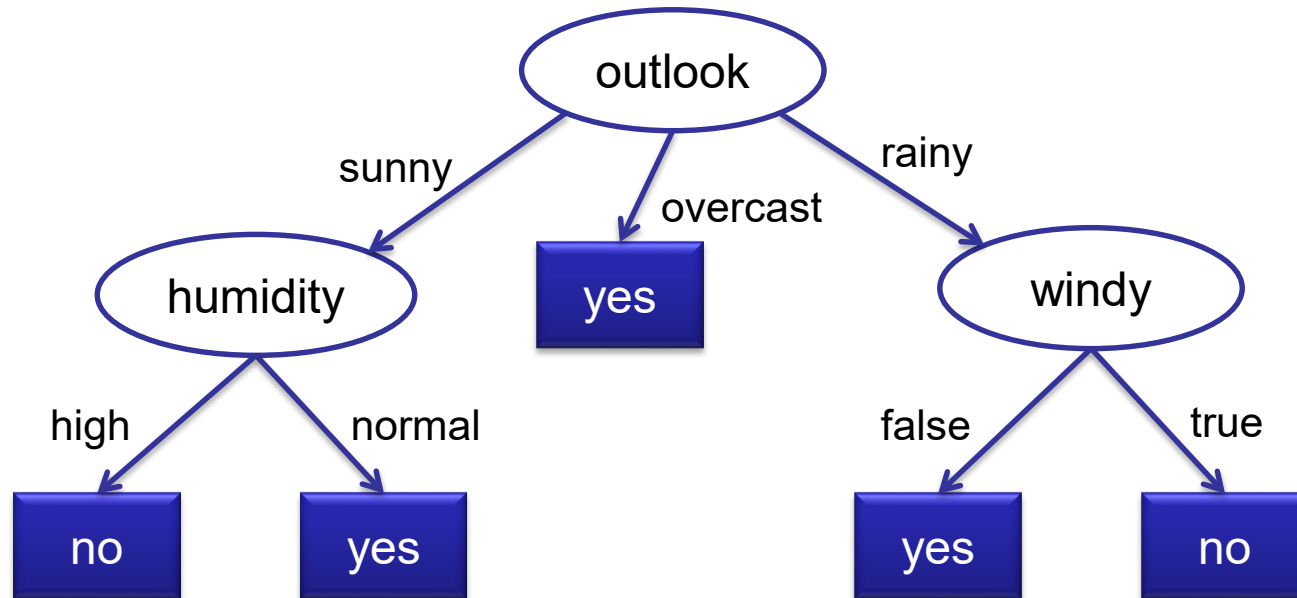 outlook
sunny
rainy
overcast
humidity
yes
windy
high
normal
false
true
no
yes
yes
no